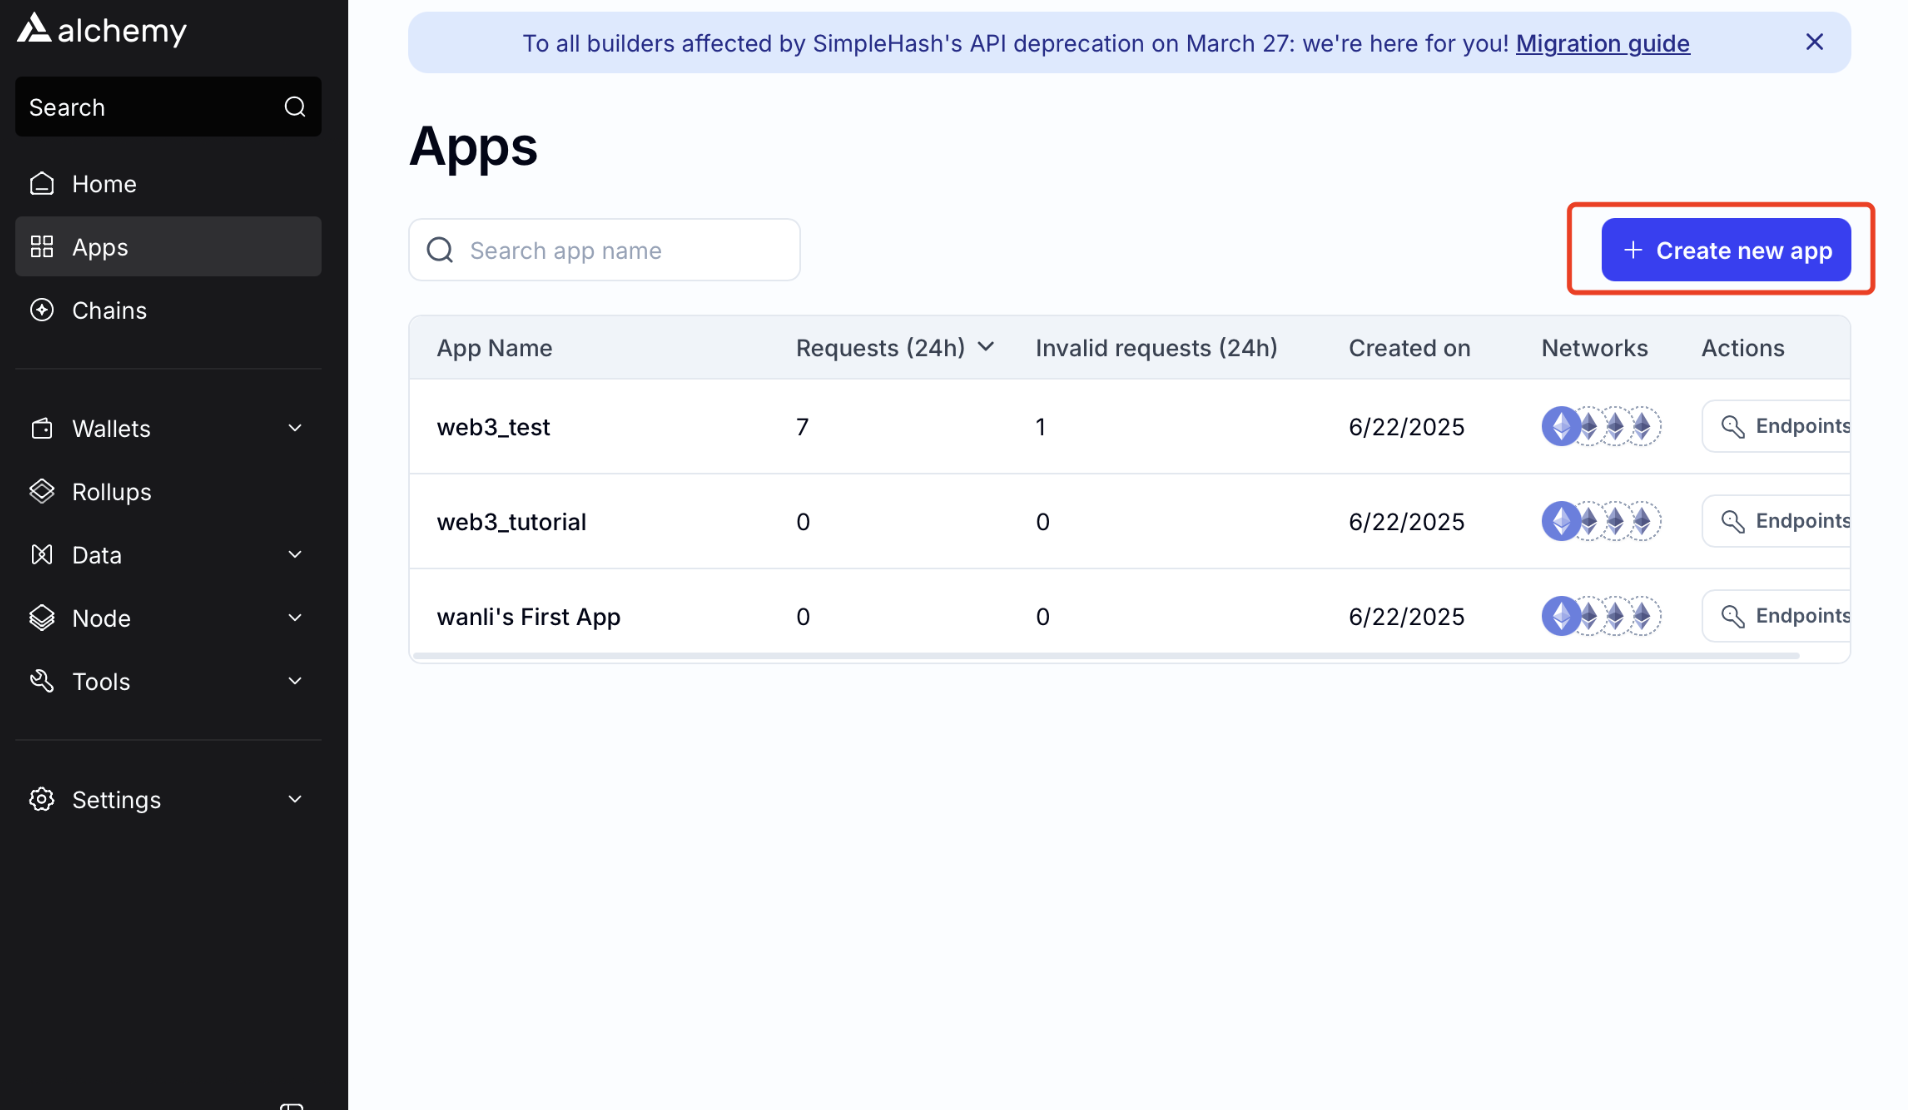 alchemy
Search
Home
Apps
Chains
Wallets
Rollups
Data
Node
Tools
Settings
To all builders affected by SimpleHash's API deprecation on March 27: we're here for you! Migration guide
Apps
Search app name
Create new app
App Name Requests (24h) Invalid requests (24h) Created on Networks Actions
web3_test 7 1 6/22/2025 Endpoints
web3_tutorial 0 0 6/22/2025 Endpoints
wanli's First App 0 0 6/22/2025 Endpoints